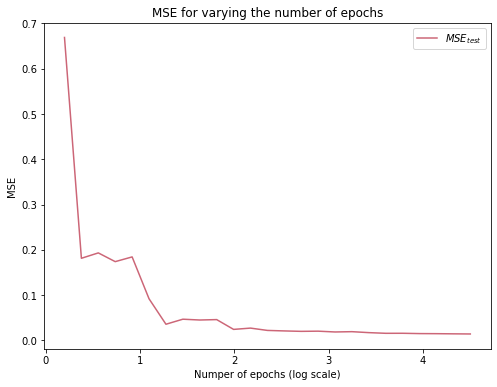 MSE for varying the number of epochs
MSE_test
0.7
0.6
0.5
0.4
0.3
0.2
0.1
0.0
MSE
0 1 2 3 4
Numper of epochs (log scale)